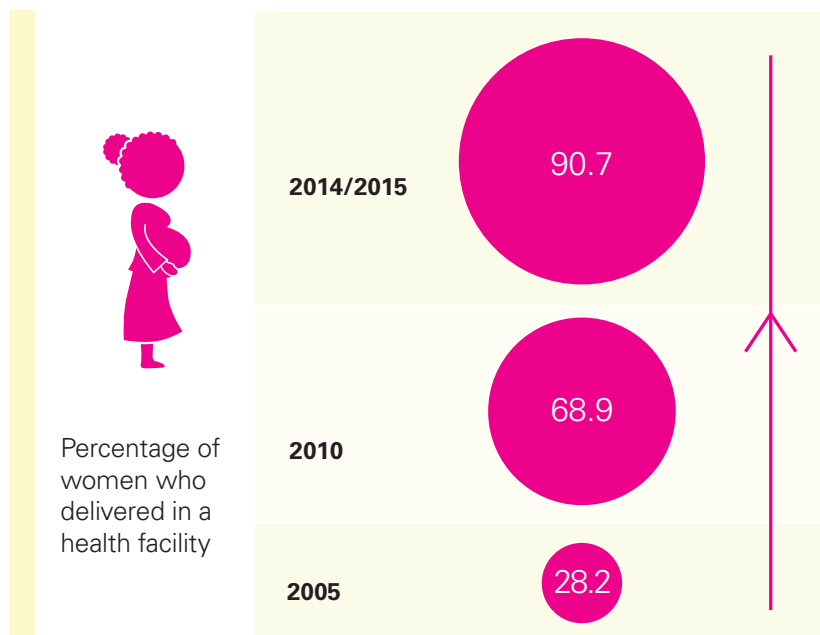 2014/2015
90.7
68.9
2010
Percentage of
women who
delivered in a
health facility
2005
28.2